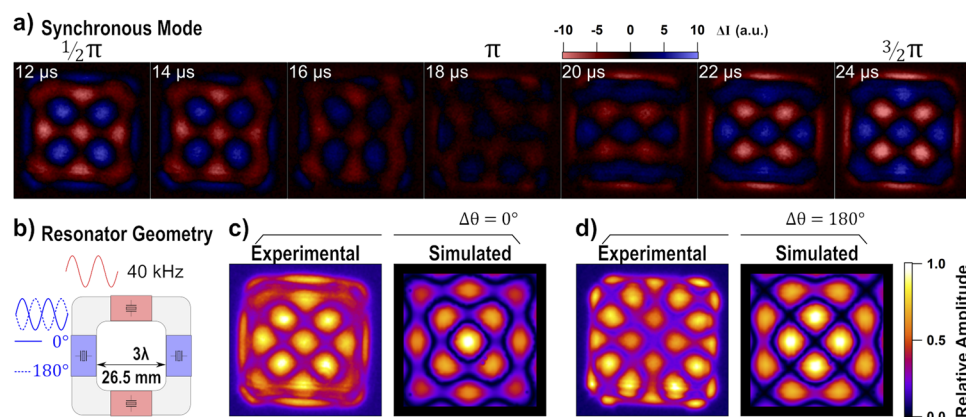 a) Synchronous Mode
1/2π
π
3/2π
-10 -5 0 5 10 ΔI (a.u.)
12 μs 14 μs 16 μs 18 μs 20 μs 22 μs 24 μs
b) Resonator Geometry
40 kHz
0°
180°
3λ
26.5 mm
c)
Δθ = 0°
Experimental Simulated
d)
Δθ = 180°
Experimental Simulated
1.0
0.5
0.0
Relative Amplitude